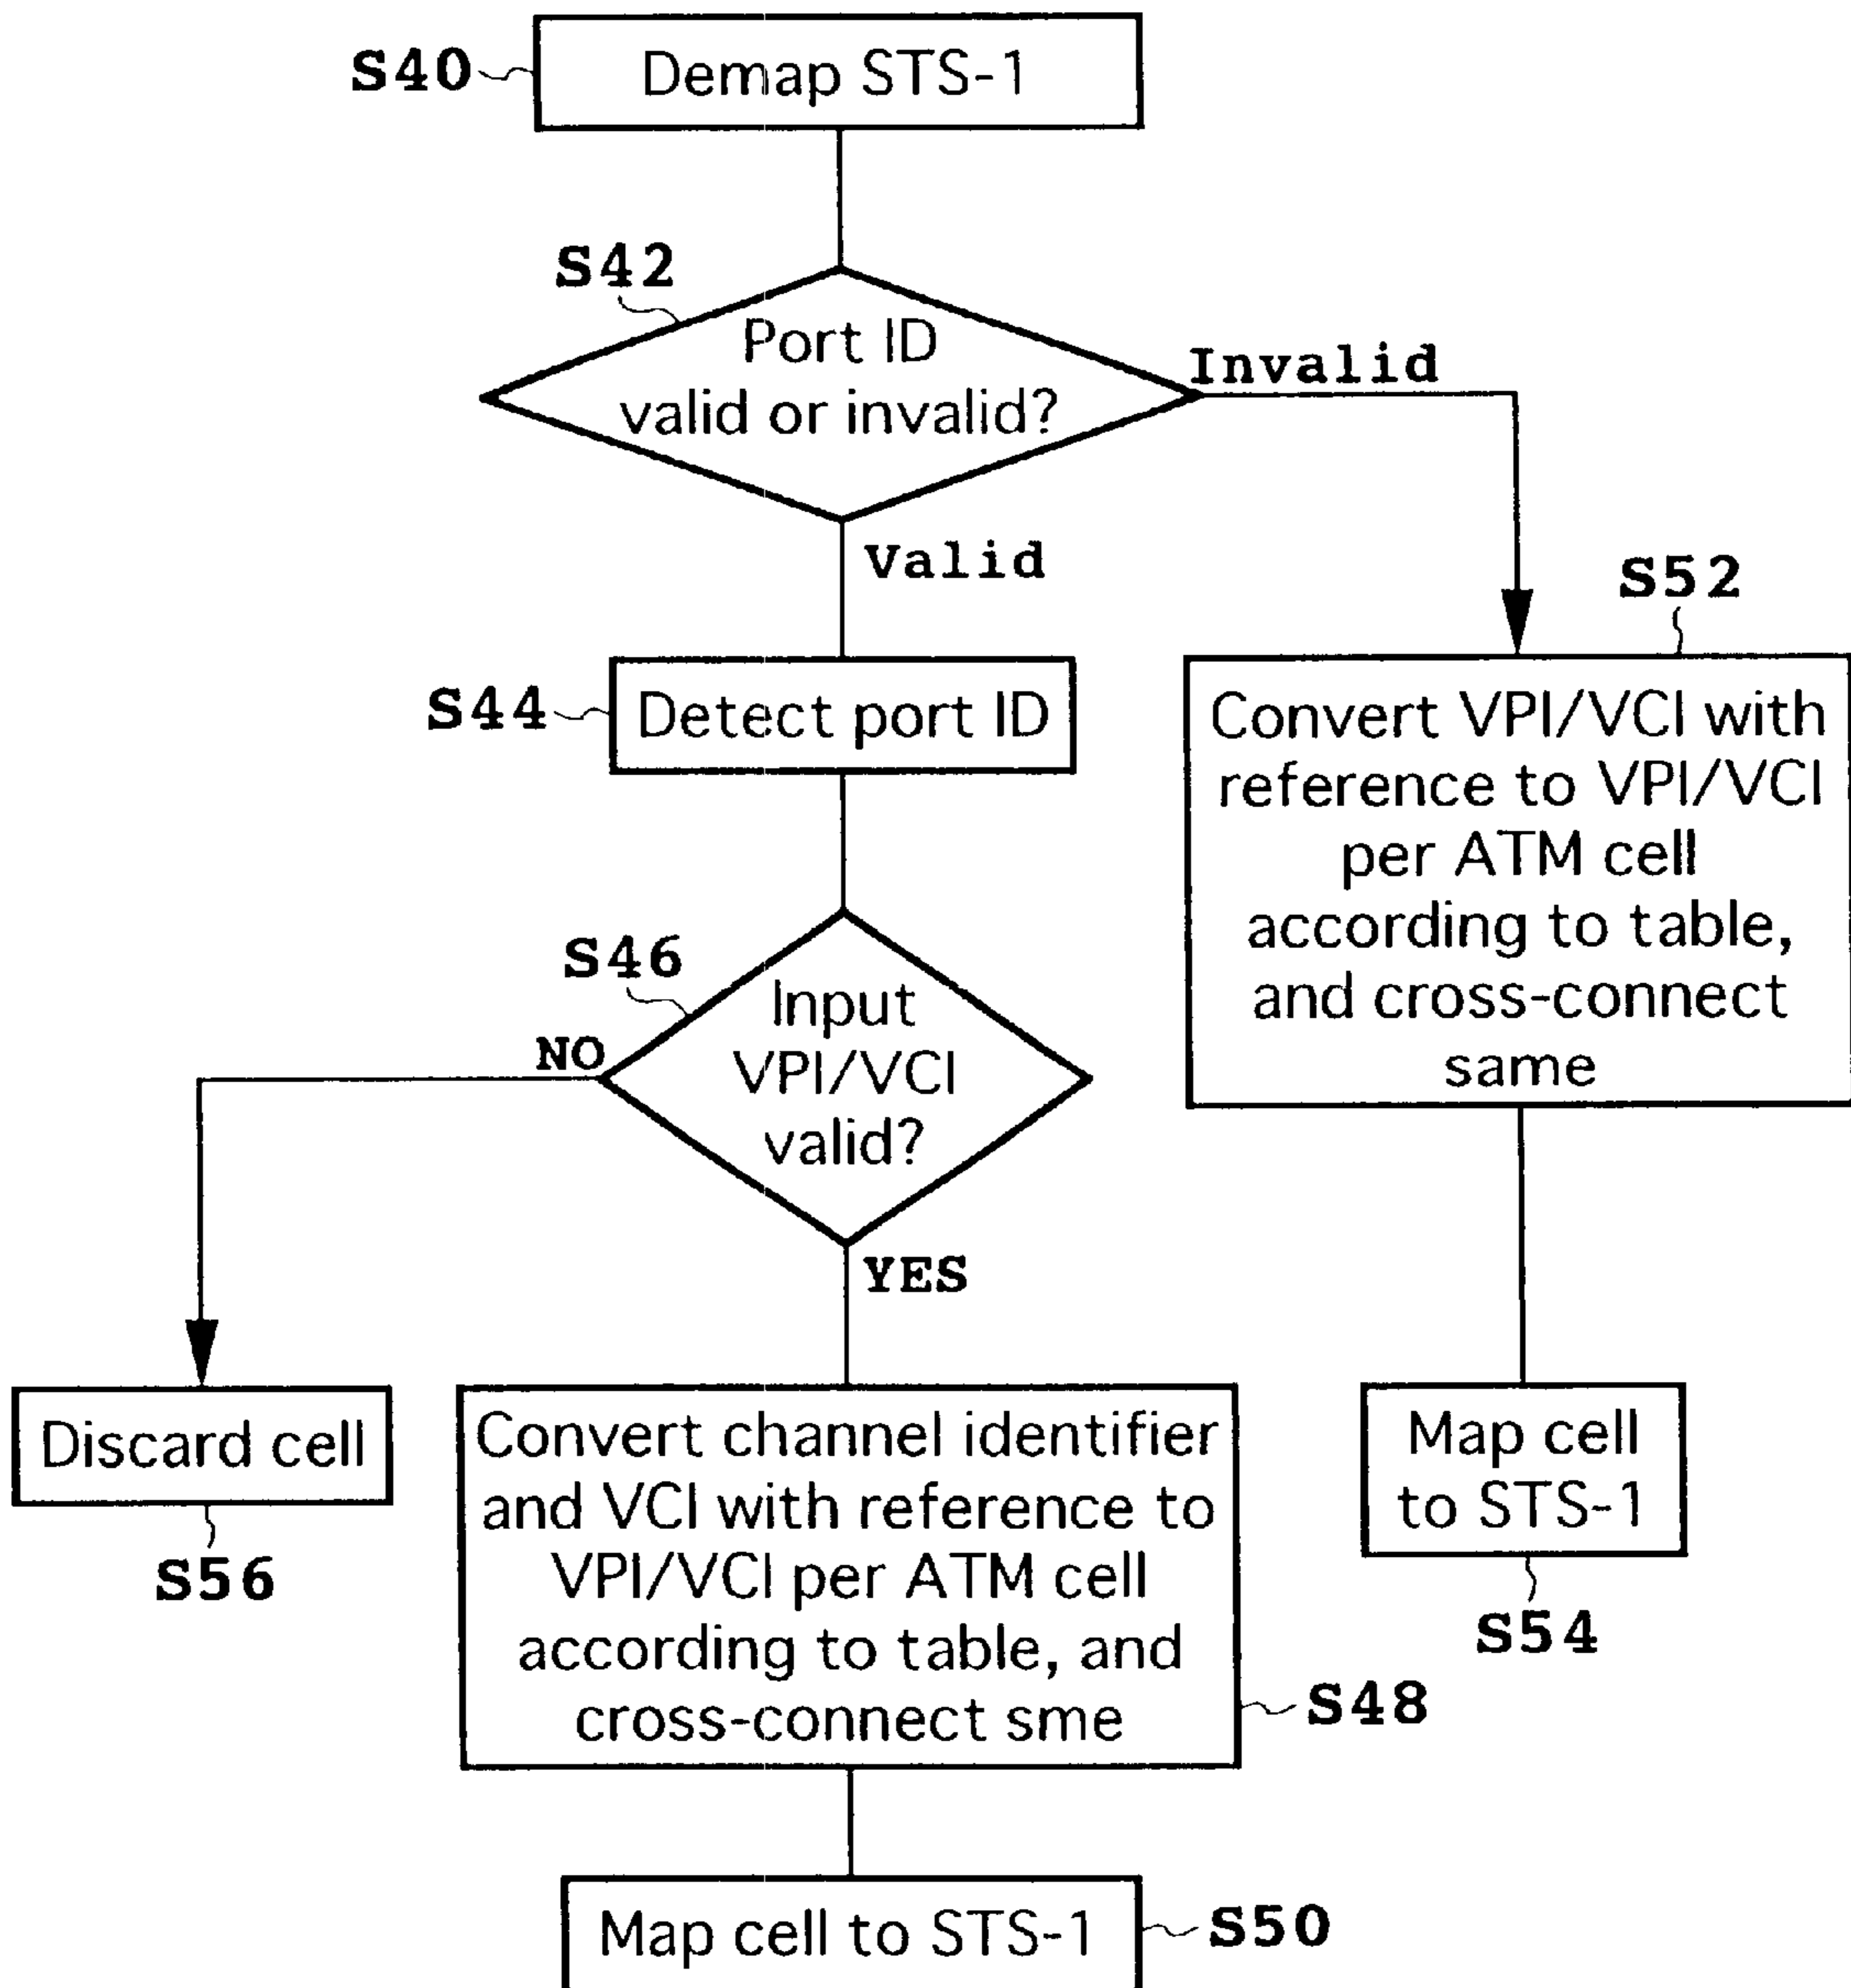 S40
Demap STS-1
S42
Port ID
valid or invalid?
Invalid
Valid
S44
Detect port ID
S52
Convert VPI/VCI with
reference to VPI/VCI
per ATM cell
according to table,
and cross-connect
same
S46
Input
VPI/VCI
valid?
NO
YES
Discard cell
S56
Convert channel identifier
and VCI with reference to
VPI/VCI per ATM cell
according to table, and
cross-connect sme
S48
Map cell
to STS-1
S54
Map cell to STS-1
S50